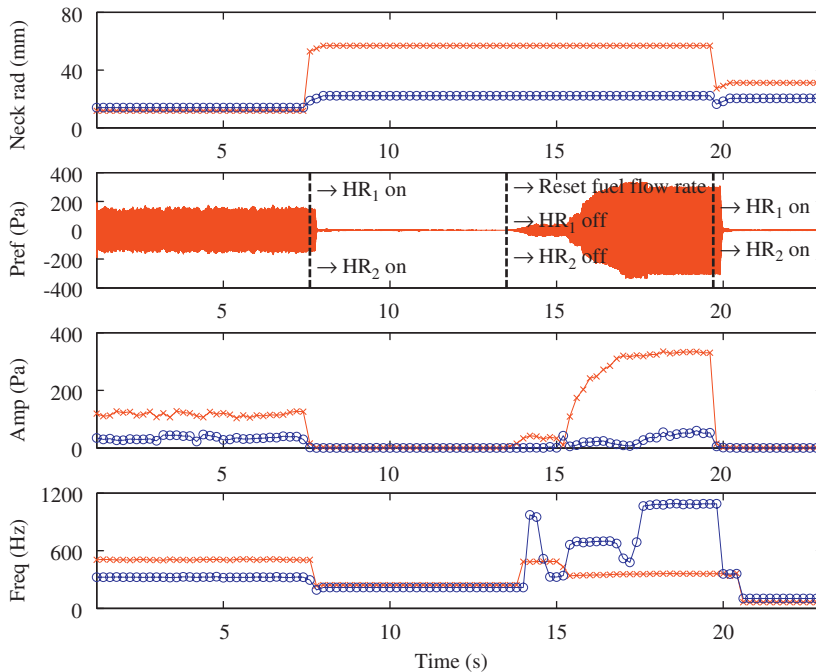 80
40
0
Neck rad (mm)
5
10
15
20
400
200
0
-200
-400
Pref (Pa)
→ HR1 on
→ HR2 on
→ Reset fuel flow rate
→ HR1 off
→ HR2 off
→ HR1 on
→ HR2 on
5
10
15
20
400
200
0
Amp (Pa)
5
10
15
20
1200
600
0
Freq (Hz)
5
10
15
20
Time (s)